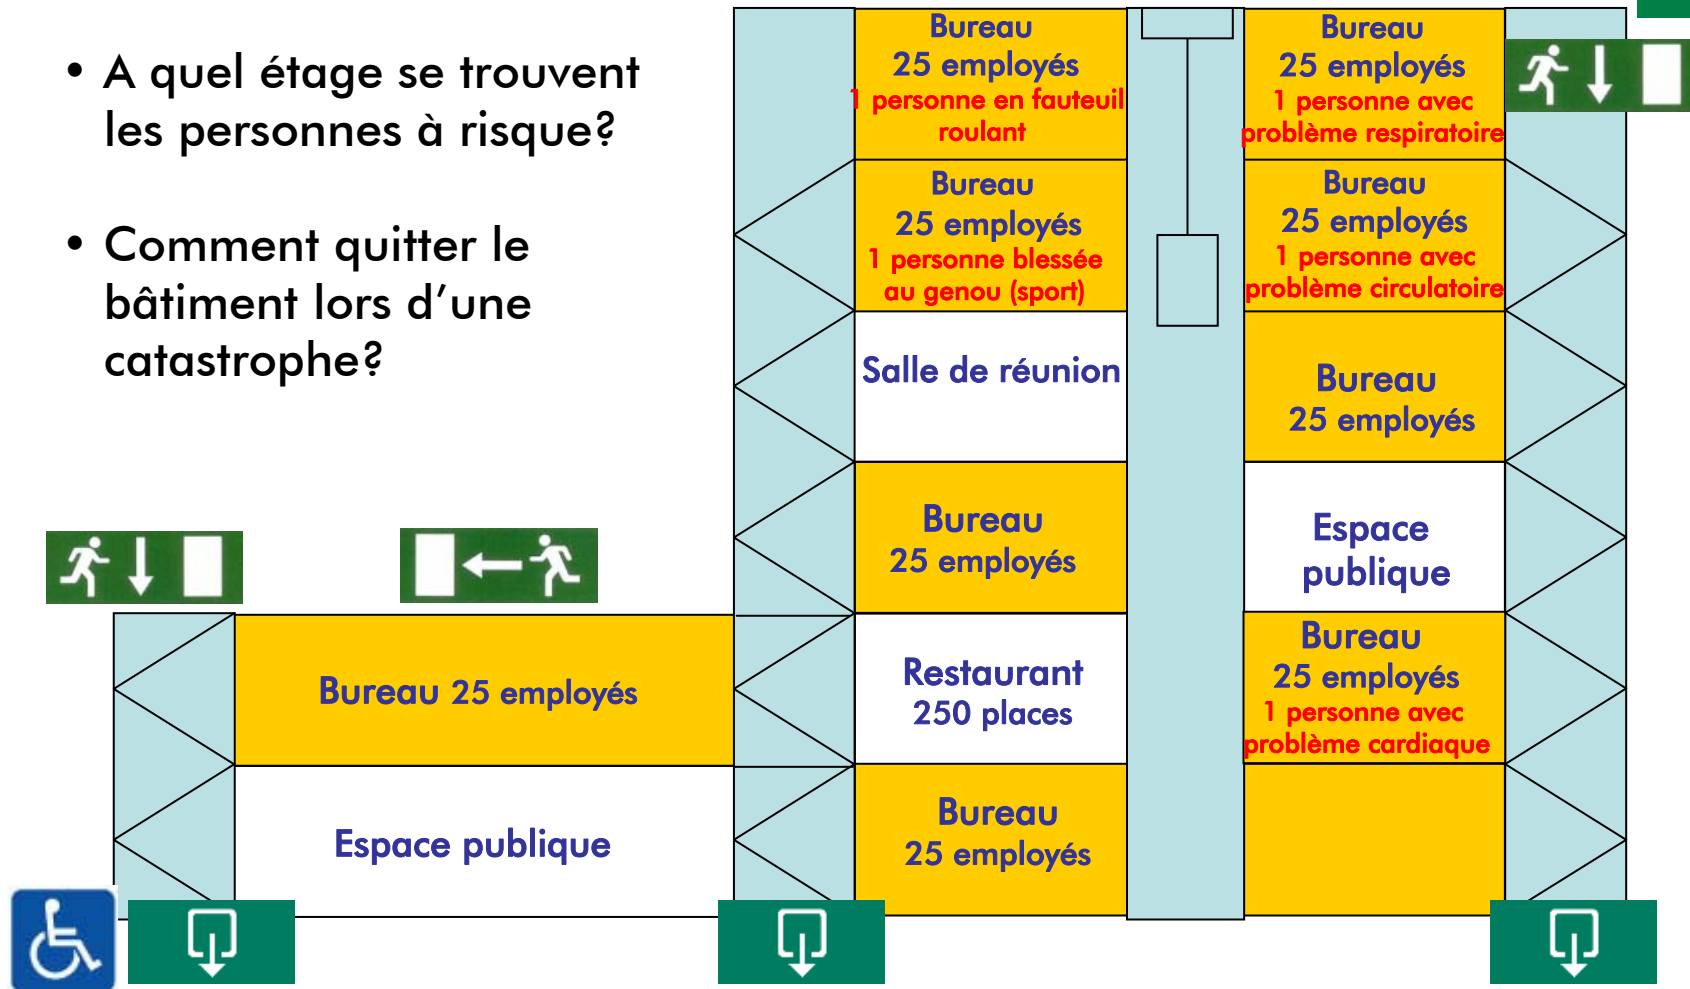 • A quel étage se trouvent
les personnes à risque?
• Comment quitter le
bâtiment lors d’une
catastrophe?
Bureau
25 employés
1 personne en fauteuil
roulant
Bureau
25 employés
1 personne avec
problème respiratoire
Bureau
25 employés
1 personne blessée
au genou (sport)
Bureau
25 employés
1 personne avec
problème circulatoire
Salle de réunion
Bureau
25 employés
Bureau
25 employés
Espace
publique
Bureau 25 employés
Restaurant
250 places
Bureau
25 employés
1 personne avec
problème cardiaque
Espace publique
Bureau
25 employés